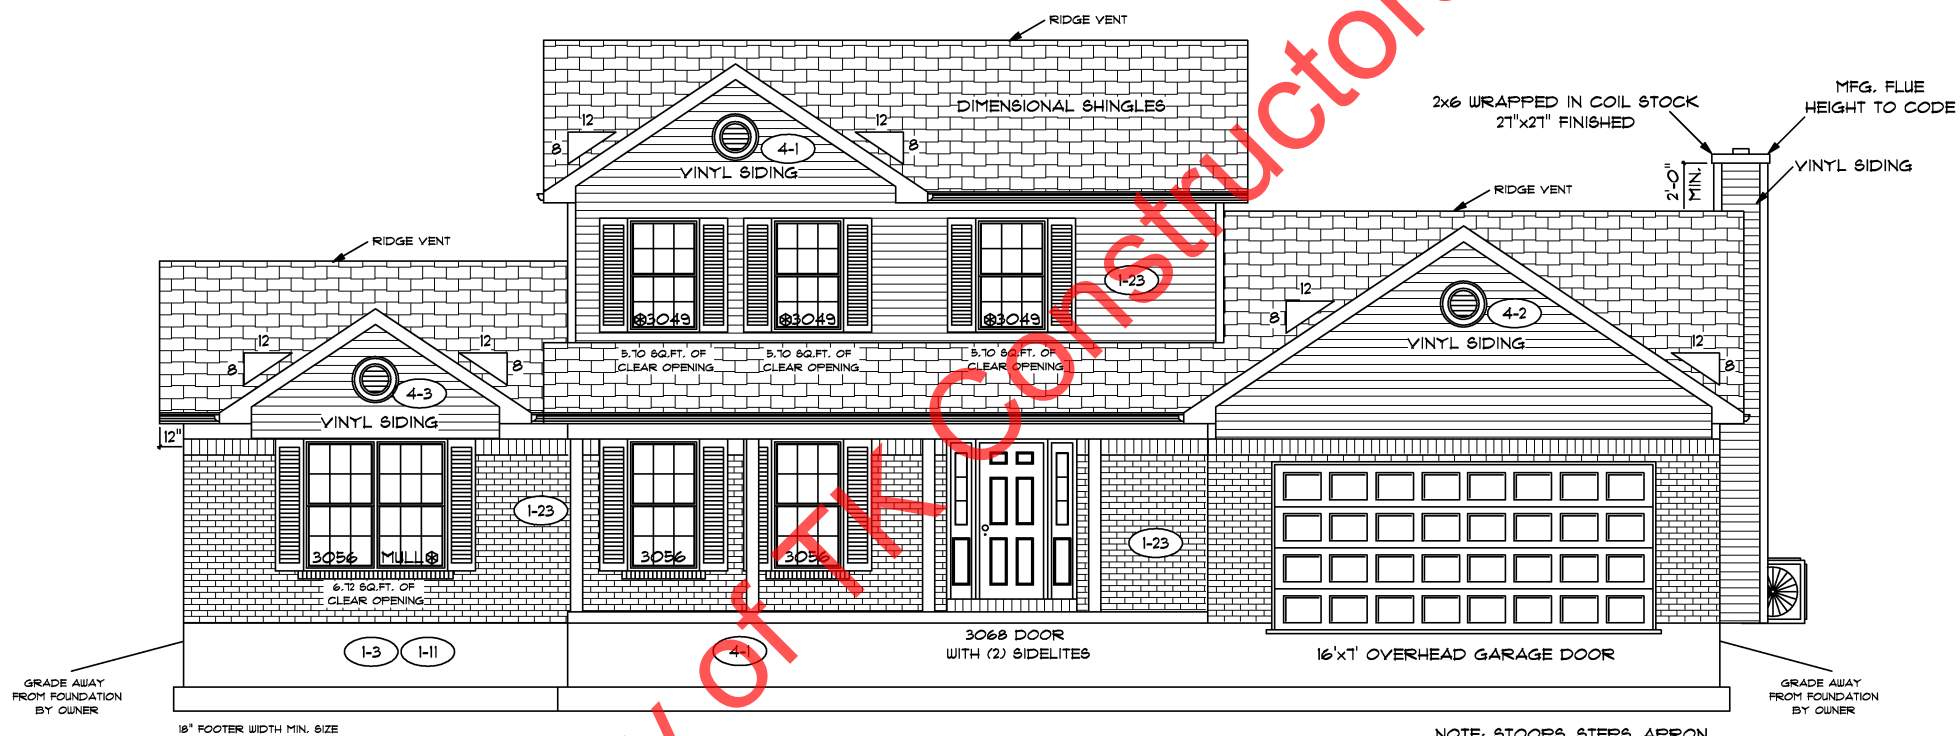 RIDGE VENT
DIMENSIONAL SHINGLES
2x6 WRAPPED IN COIL STOCK
27"x27" FINISHED
MFG. FLUE
HEIGHT TO CODE
12
8
12
8
4-1
VINYL SIDING
VINYL SIDING
2'-0"
MIN.
RIDGE VENT
RIDGE VENT
3049
3049
3049
1-23
12
8
4-2
VINYL SIDING
12
8
5.70 SQ.FT. OF
CLEAR OPENING
5.70 SQ.FT. OF
CLEAR OPENING
5.70 SQ.FT. OF
CLEAR OPENING
12
8
12
8
4-3
VINYL SIDING
12"
1-23
1-23
3056
MULL
3056
3056
6.72 SQ.FT. OF
CLEAR OPENING
1-3
1-11
4-1
3068 DOOR
WITH (2) SIDELITES
16'x7' OVERHEAD GARAGE DOOR
GRADE AWAY
FROM FOUNDATION
BY OWNER
GRADE AWAY
FROM FOUNDATION
BY OWNER
18" FOOTER WIDTH MIN. SIZE
NOTE: STOOPS, STEPS, APRON
of TK Constructor